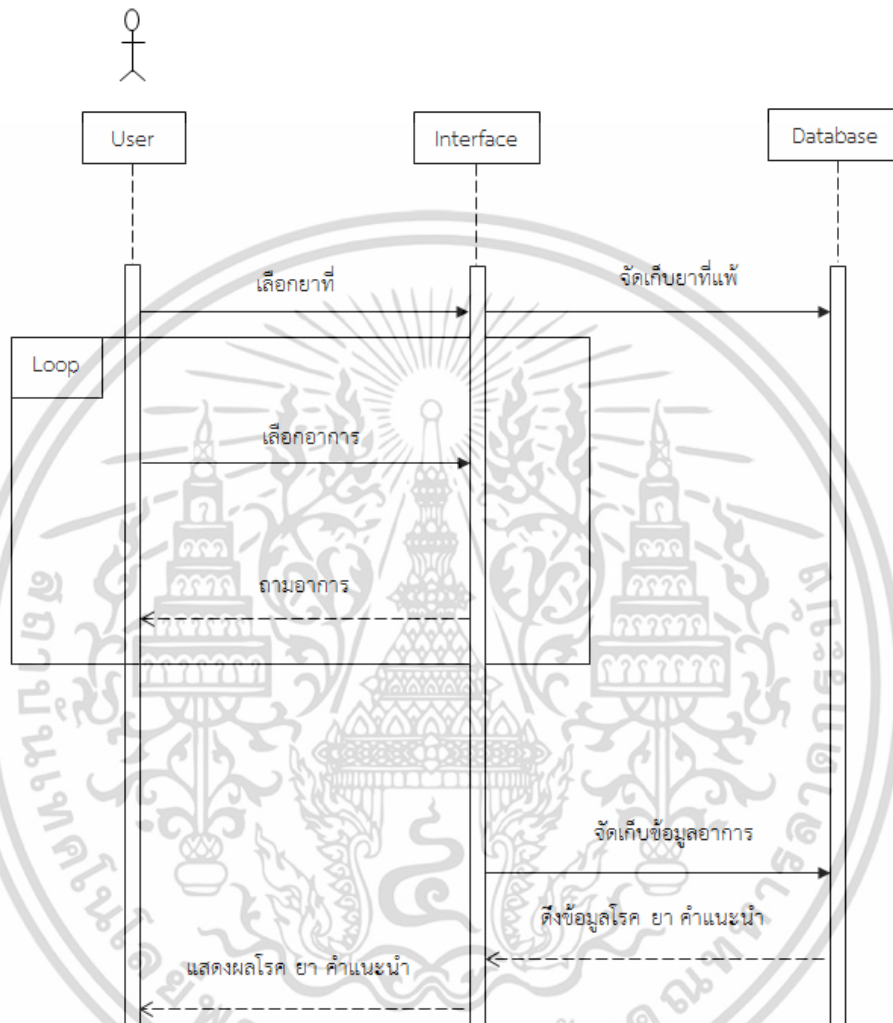 User
Interface
Database
เลือกยาที่
จัดเก็บยาที่แพ้
Loop
เลือกอาการ
ถามอาการ
จัดเก็บข้อมูลอาการ
ดึงข้อมูลโรค ยา คำแนะนำ
แสดงผลโรค ยา คำแนะนำ